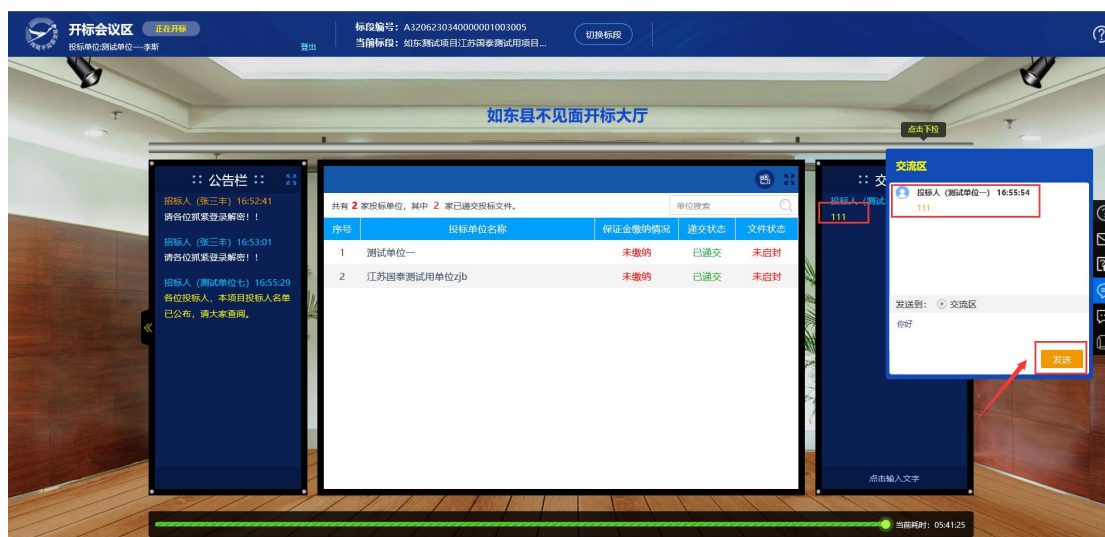 开标会议区 正在开标
投标单位:测试单位一---李斯
登出
标段编号：A3206230340000001003005
当前标段：如东测试项目江苏国泰测试用项目...
切换标段
如东县不见面开标大厅
点击下拉
:: 公告栏 ::
招标人（张三丰）16:52:41
请各位抓紧登录解密！！
招标人（张三丰）16:53:01
请各位抓紧登录解密！！
招标人（测试单位七）16:55:29
各位投标人，本项目投标人名单
已公布，请大家查阅。
共有 2 家投标单位，其中 2 家已递交投标文件。
单位搜索
序号 投标单位名称 保证金缴纳情况 递交状态 文件状态
1 测试单位一 未缴纳 已递交 未启封
2 江苏国泰测试用单位zjb 未缴纳 已递交 未启封
:: 交
投标人（测试
111
点击输入文字
交流区
投标人（测试单位一）16:55:54
111
发送到： 交流区
你好
发送
当前耗时：05:41:25